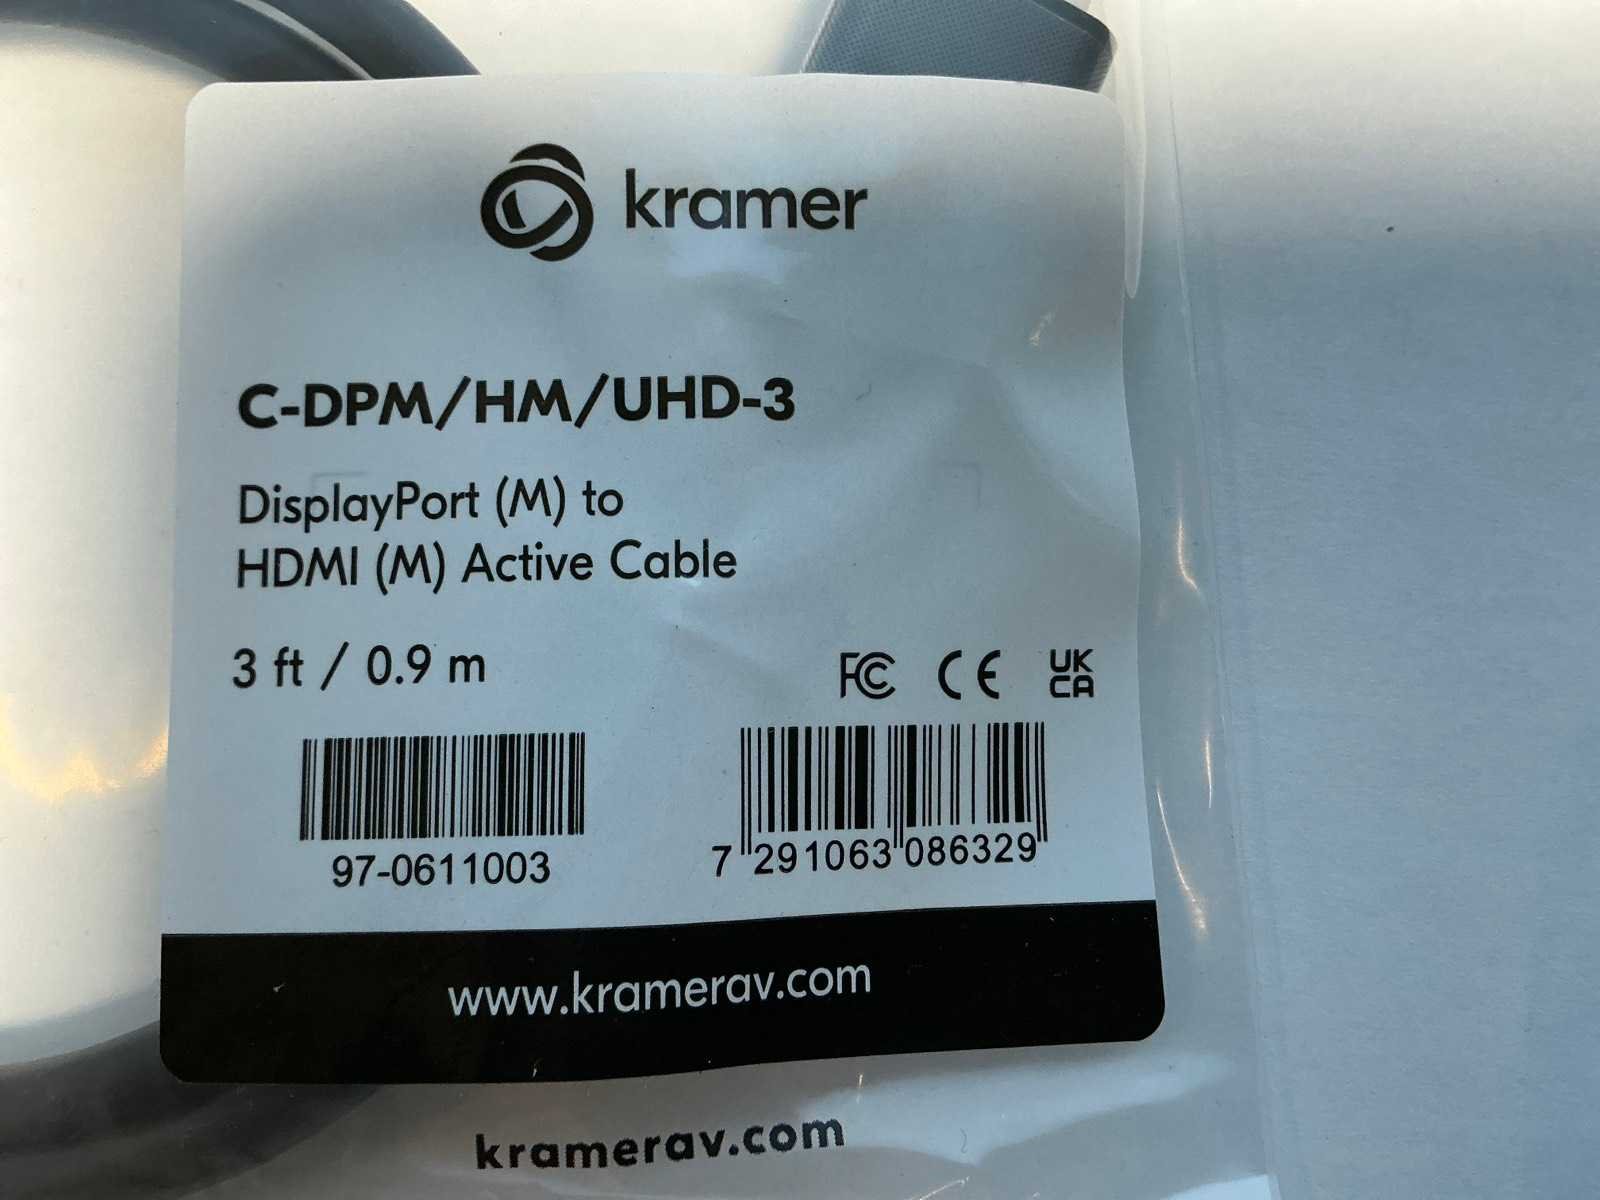 kramer
C-DPM/HM/UHD-3
DisplayPort (M) to
HDMI (M) Active Cable
3 ft / 0.9 m
FC CE UK
CA
97-0611003
7 291063 086329
www.kramerav.com
kramerav.com